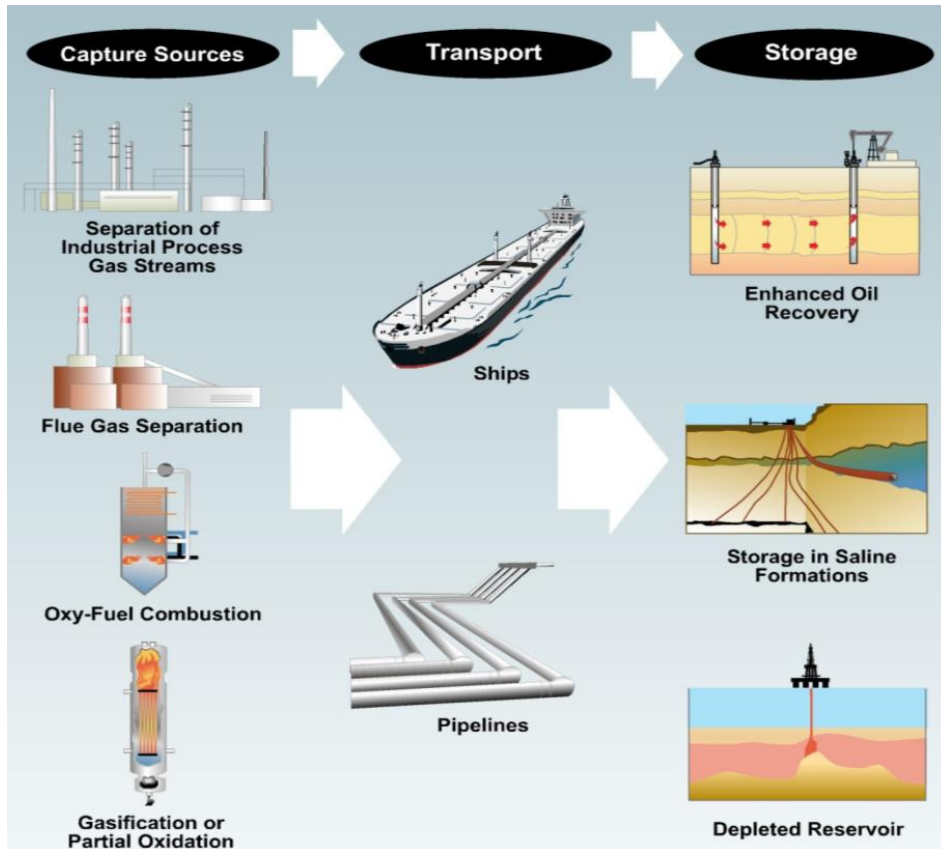 Capture Sources
Transport
Storage
Separation of
Industrial Process
Gas Streams
Flue Gas Separation
Oxy-Fuel Combustion
Gasification or
Partial Oxidation
Ships
Pipelines
Enhanced Oil
Recovery
Storage in Saline
Formations
Depleted Reservoir